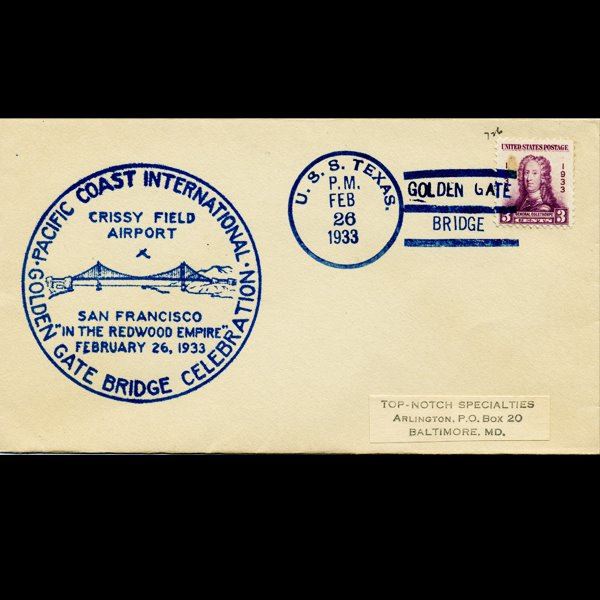 PACIFIC COAST INTERNATIONAL · GOLDEN GATE BRIDGE CELEBRATION ·
CRISSY FIELD
AIRPORT
SAN FRANCISCO
"IN THE REDWOOD EMPIRE"
FEBRUARY 26, 1933
U. S. S. TEXAS.
P.M.
FEB
26
1933
GOLDEN GATE
BRIDGE
726
UNITED STATES POSTAGE
1933
GENERAL OGLETHORPE
3 CENTS 3
TOP-NOTCH SPECIALTIES
ARLINGTON, P.O. BOX 20
BALTIMORE, MD.